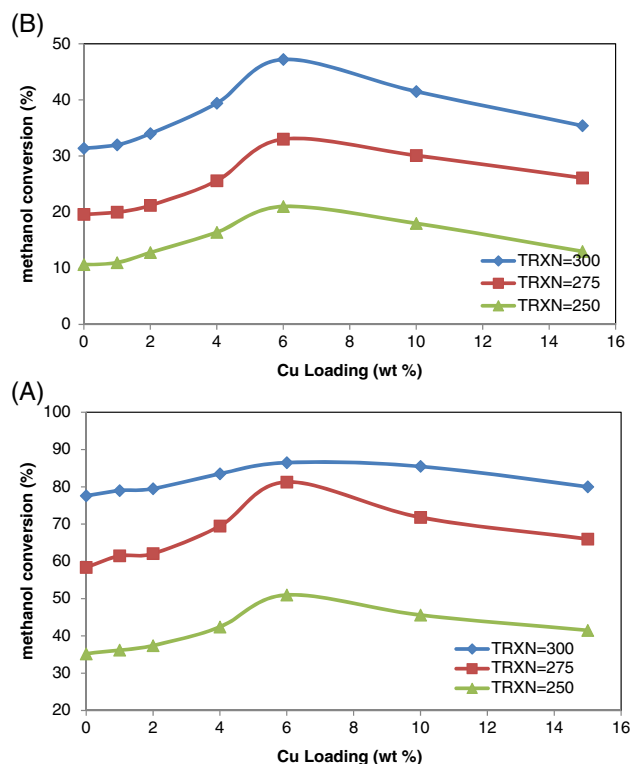 (B)
methanol conversion (%)
50
40
30
20
10
0
TRXN=300
TRXN=275
TRXN=250
0 2 4 6 8 10 12 14 16
Cu Loading (wt %)
(A)
methanol conversion (%)
100
90
80
70
60
50
40
30
20
TRXN=300
TRXN=275
TRXN=250
0 2 4 6 8 10 12 14 16
Cu Loading (wt %)